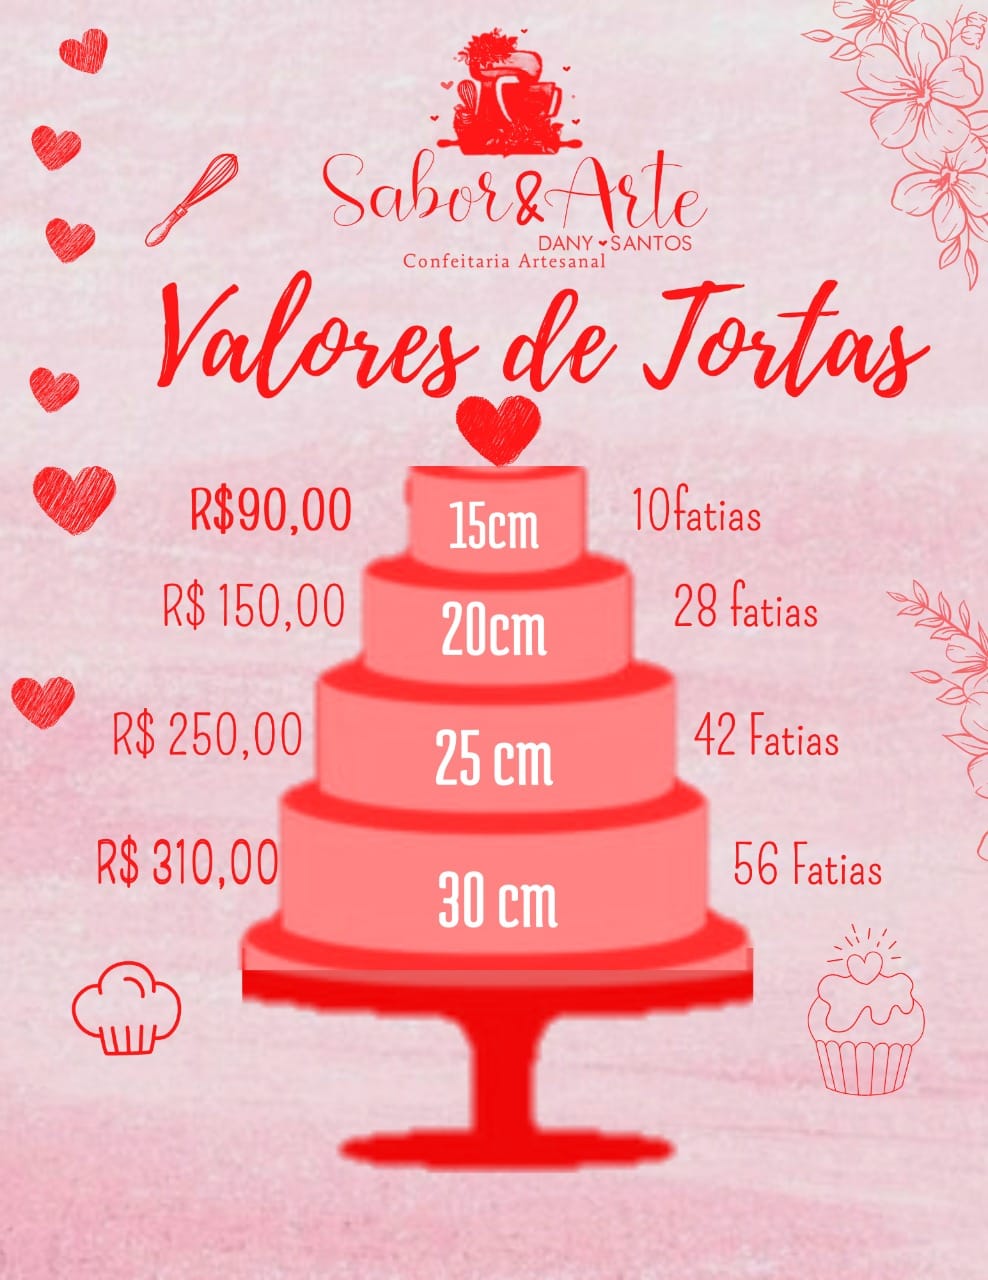 Sabor&Arte
DANY SANTOS
Confeitaria Artesanal
Valores de Tortas
R$90,00 15cm 10fatias
R$ 150,00 20cm 28 fatias
R$ 250,00 25 cm 42 Fatias
R$ 310,00 30 cm 56 Fatias